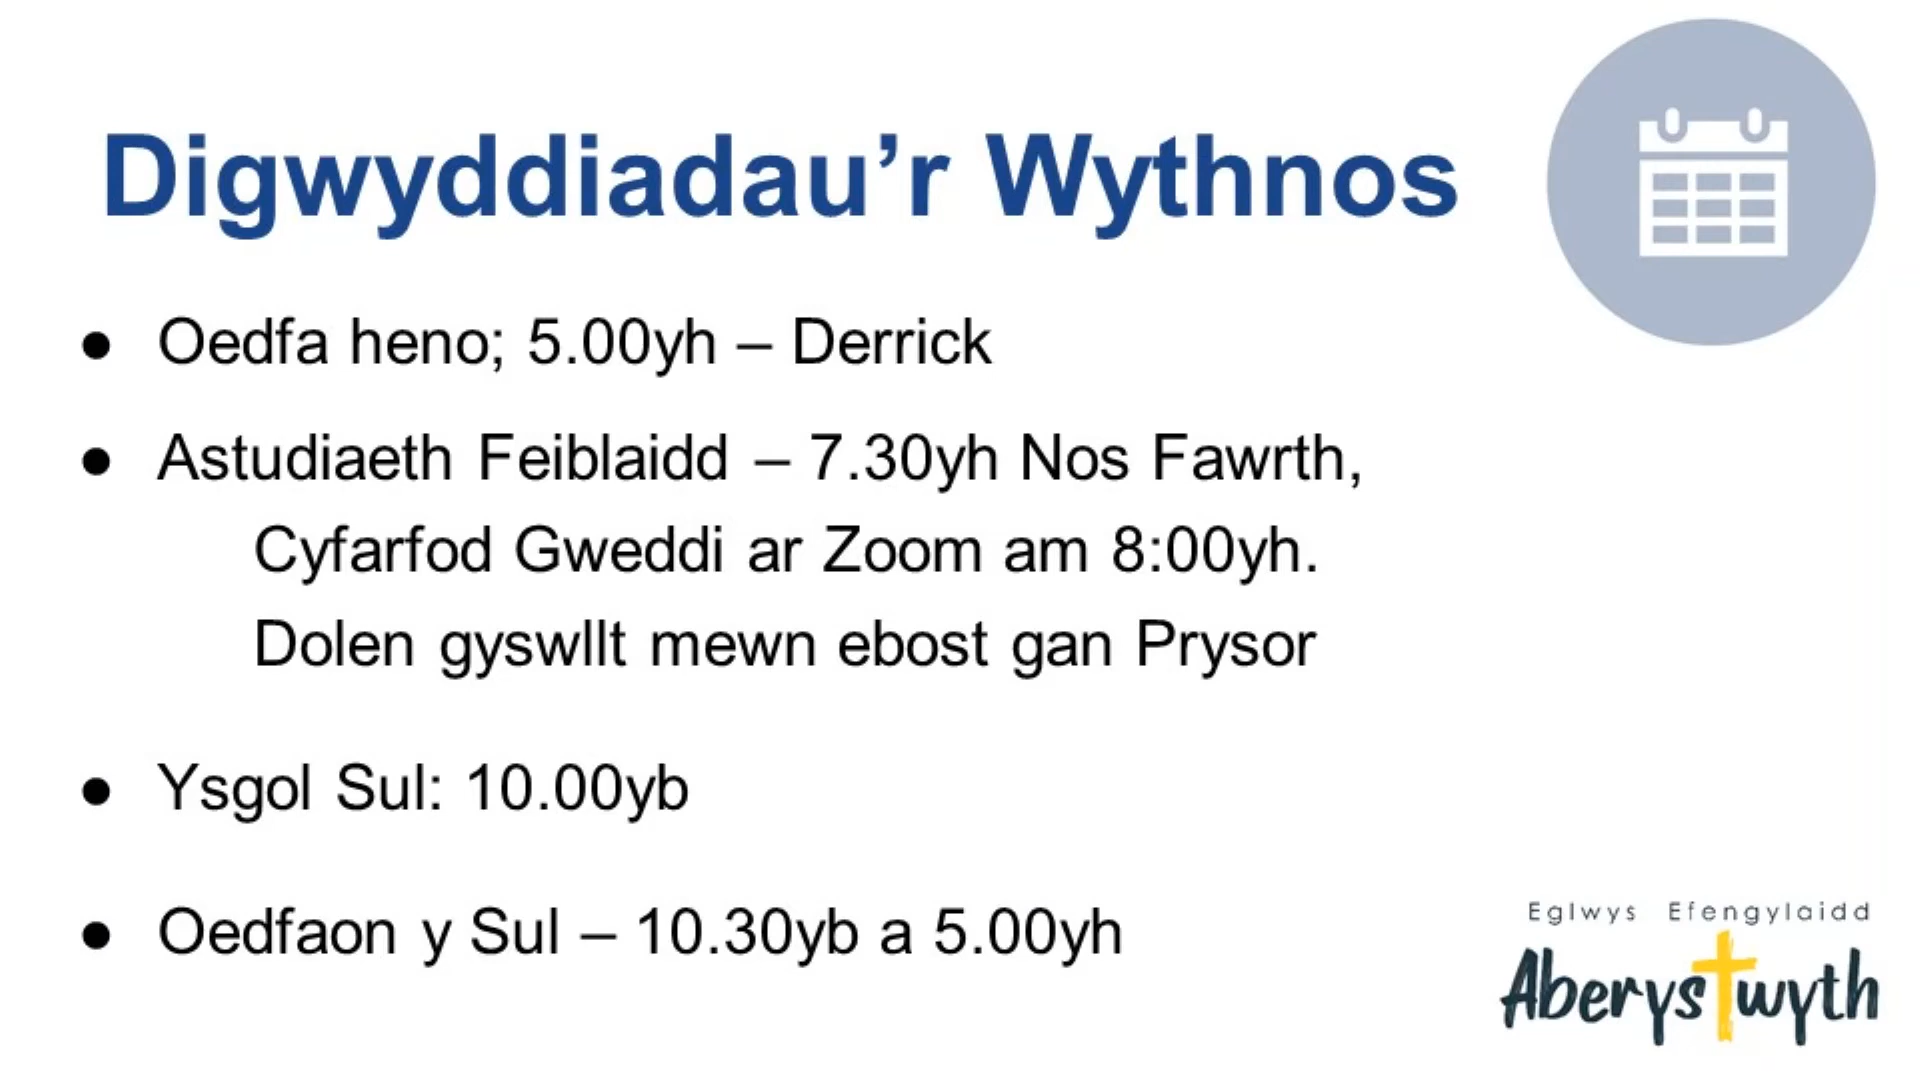 Digwyddiadau’r Wythnos
● Oedfa heno; 5.00yh – Derrick
● Astudiaeth Feiblaidd – 7.30yh Nos Fawrth,
Cyfarfod Gweddi ar Zoom am 8:00yh.
Dolen gyswllt mewn ebost gan Prysor
● Ysgol Sul: 10.00yb
● Oedfaon y Sul – 10.30yb a 5.00yh
Eglwys Efengylaidd
Aberystwyth